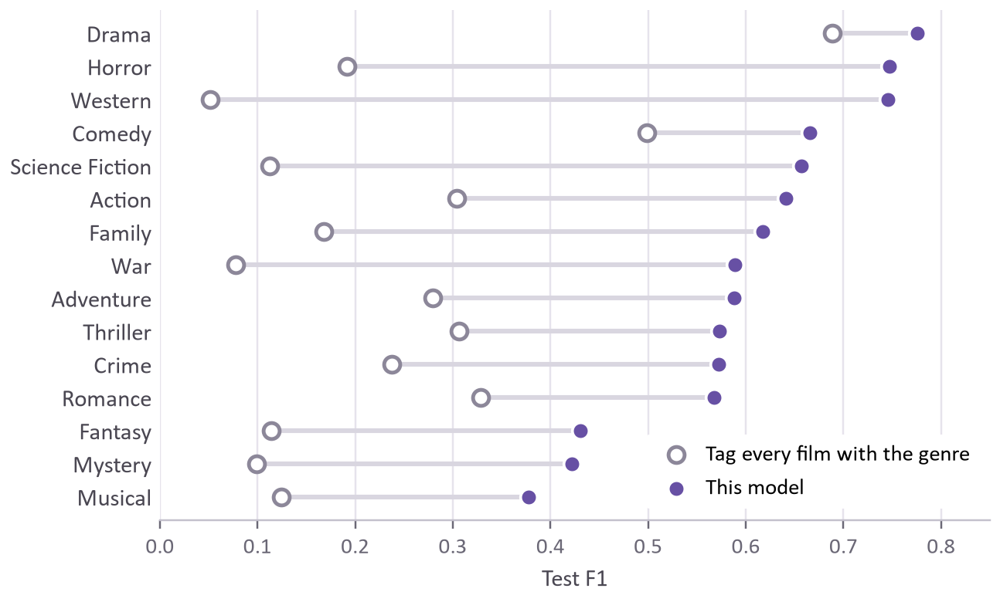 Drama
Horror
Western
Comedy
Science Fiction
Action
Family
War
Adventure
Thriller
Crime
Romance
Fantasy
Mystery
Musical
Tag every film with the genre
This model
0.0 0.1 0.2 0.3 0.4 0.5 0.6 0.7 0.8
Test F1